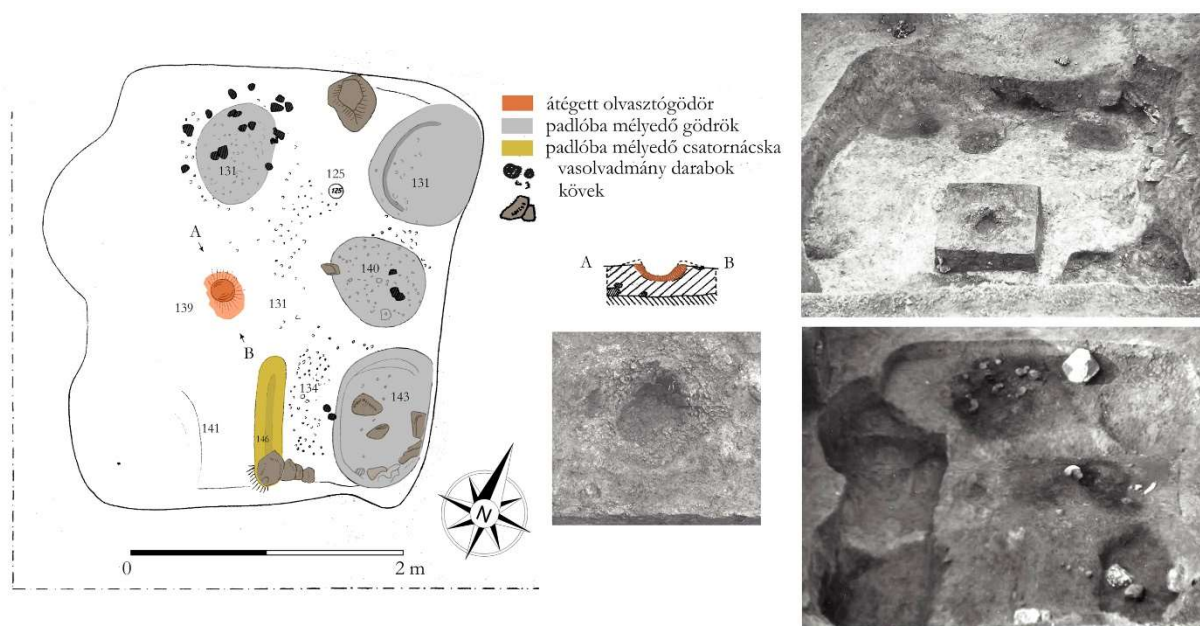 átégett olvasztógödör
padlóba mélyedő gödrök
padlóba mélyedő csatornácska
vasolvadmány darabok
kövek
131
125
125
131
A
140
139
131
B
134
143
141
146
A B
N
0 2 m